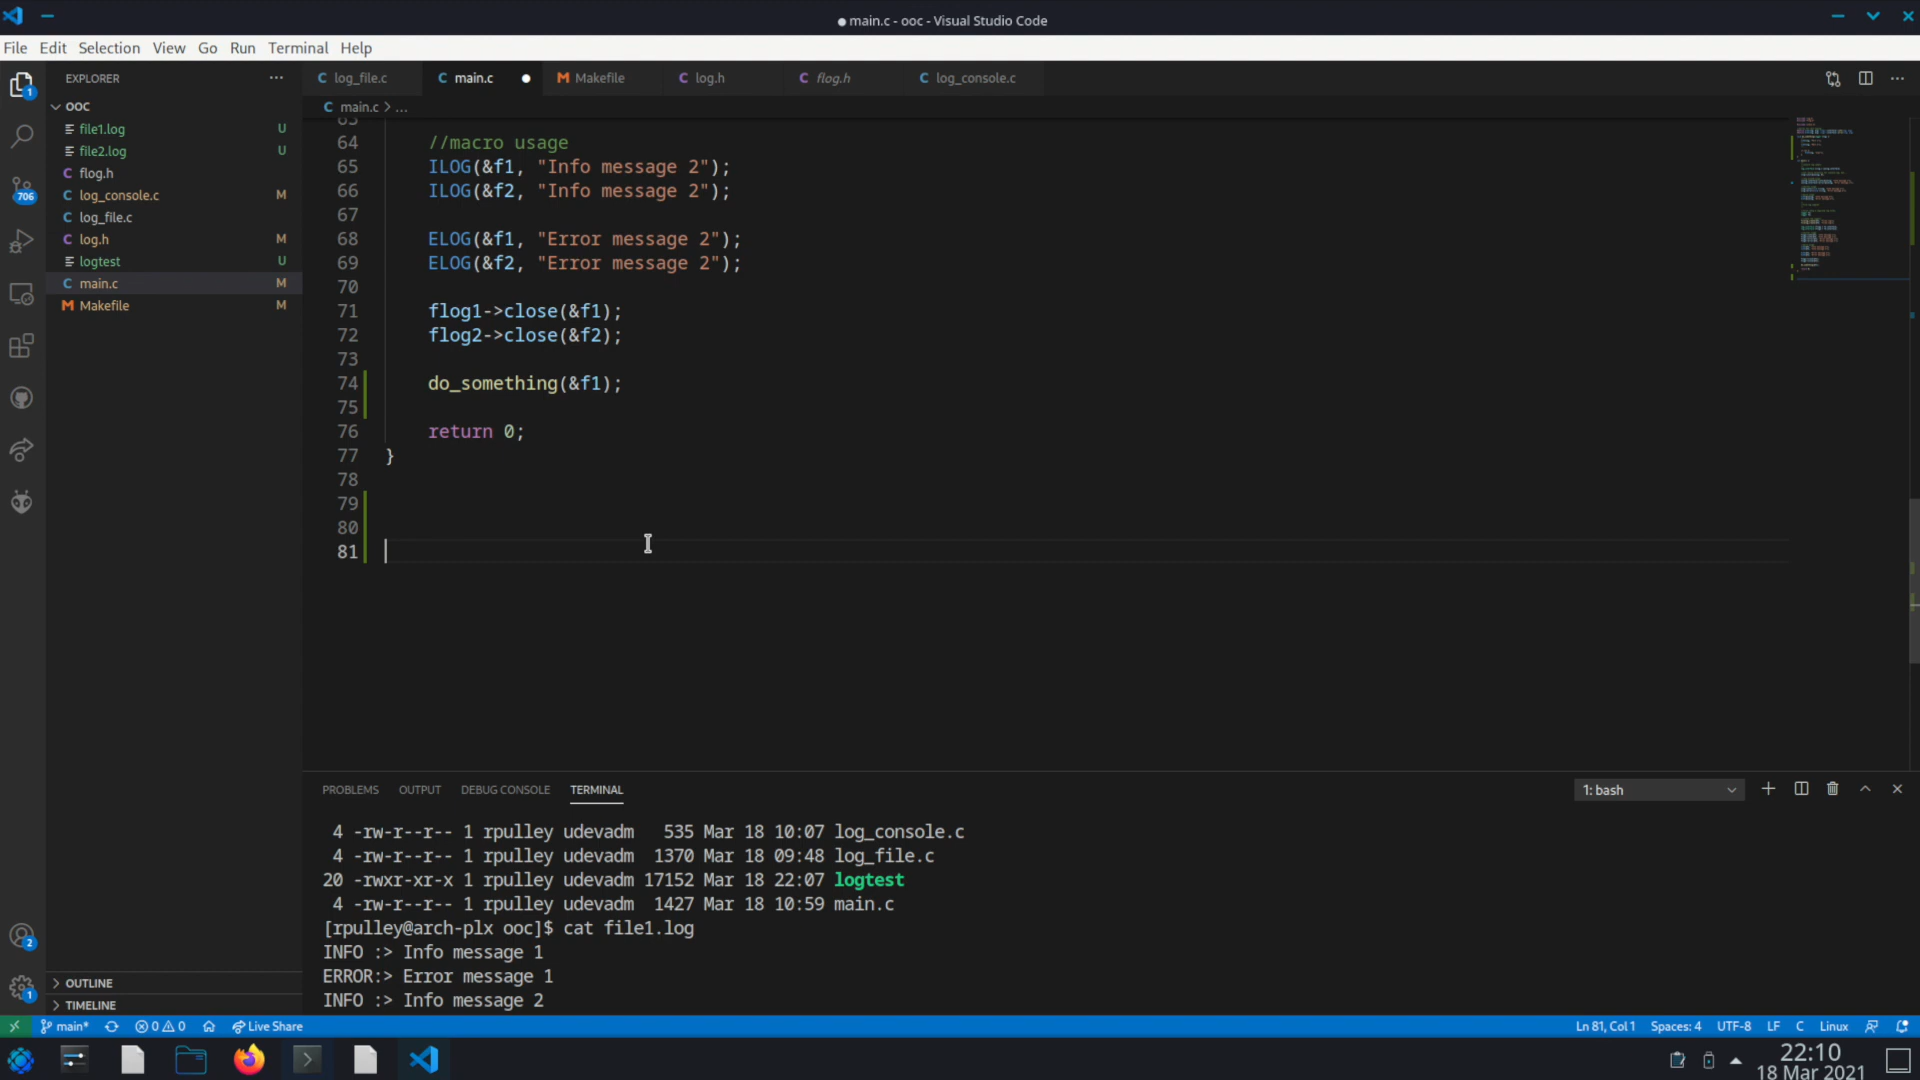 main.c - ooc - Visual Studio Code
File Edit Selection View Go Run Terminal Help
EXPLORER
log_file.c main.c Makefile log.h flog.h log_console.c
OOC
main.c > ...
file1.log U
file2.log U
flog.h
log_console.c M
log_file.c
log.h M
logtest U
main.c M
Makefile M
63
64 //macro usage
65 ILOG(&f1, "Info message 2");
66 ILOG(&f2, "Info message 2");
67
68 ELOG(&f1, "Error message 2");
69 ELOG(&f2, "Error message 2");
70
71 flog1->close(&f1);
72 flog2->close(&f2);
73
74 do_something(&f1);
75
76 return 0;
77 }
78
79
80
81
1
706
2
1
PROBLEMS OUTPUT DEBUG CONSOLE TERMINAL
1: bash
4 -rw-r--r-- 1 rpulley udevadm 535 Mar 18 10:07 log_console.c
4 -rw-r--r-- 1 rpulley udevadm 1370 Mar 18 09:48 log_file.c
20 -rwxr-xr-x 1 rpulley udevadm 17152 Mar 18 22:07 logtest
4 -rw-r--r-- 1 rpulley udevadm 1427 Mar 18 10:59 main.c
[rpulley@arch-plx ooc]$ cat file1.log
INFO :> Info message 1
ERROR:> Error message 1
INFO :> Info message 2
OUTLINE
TIMELINE
main* 0 0 Live Share
Ln 81, Col 1 Spaces: 4 UTF-8 LF C Linux
22:10
18 Mar 2021